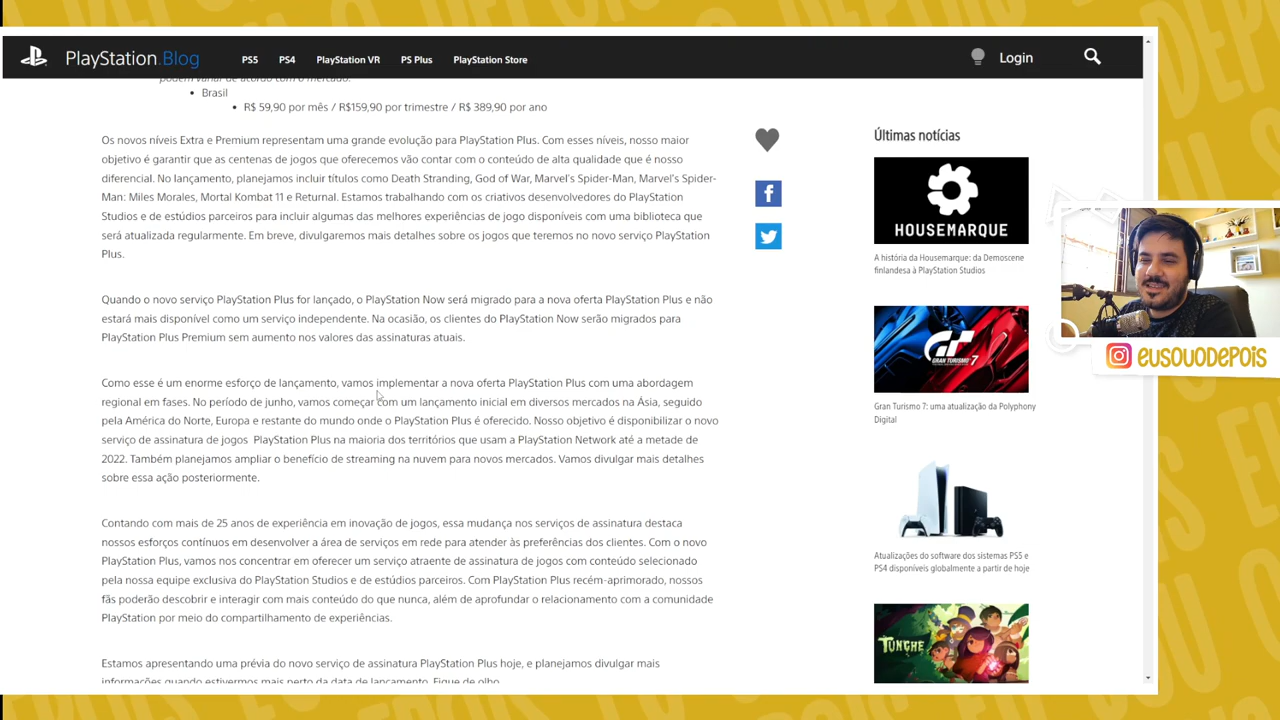 PlayStation.Blog
PS5
PS4
PlayStation VR
PS Plus
PlayStation Store
Login
podem variar de acordo com o mercado.
Brasil
R$ 59,90 por mês / R$159,90 por trimestre / R$ 389,90 por ano
Os novos níveis Extra e Premium representam uma grande evolução para PlayStation Plus. Com esses níveis, nosso maior
objetivo é garantir que as centenas de jogos que oferecemos vão contar com o conteúdo de alta qualidade que é nosso
diferencial. No lançamento, planejamos incluir títulos como Death Stranding, God of War, Marvel's Spider-Man, Marvel's Spider-
Man: Miles Morales, Mortal Kombat 11 e Returnal. Estamos trabalhando com os criativos desenvolvedores do PlayStation
Studios e de estúdios parceiros para incluir algumas das melhores experiências de jogo disponíveis com uma biblioteca que
será atualizada regularmente. Em breve, divulgaremos mais detalhes sobre os jogos que teremos no novo serviço PlayStation
Plus.
Quando o novo serviço PlayStation Plus for lançado, o PlayStation Now será migrado para a nova oferta PlayStation Plus e não
estará mais disponível como um serviço independente. Na ocasião, os clientes do PlayStation Now serão migrados para
PlayStation Plus Premium sem aumento nos valores das assinaturas atuais.
Como esse é um enorme esforço de lançamento, vamos implementar a nova oferta PlayStation Plus com uma abordagem
regional em fases. No período de junho, vamos começar com um lançamento inicial em diversos mercados na Ásia, seguido
pela América do Norte, Europa e restante do mundo onde o PlayStation Plus é oferecido. Nosso objetivo é disponibilizar o novo
serviço de assinatura de jogos PlayStation Plus na maioria dos territórios que usam a PlayStation Network até a metade de
2022. Também planejamos ampliar o benefício de streaming na nuvem para novos mercados. Vamos divulgar mais detalhes
sobre essa ação posteriormente.
Contando com mais de 25 anos de experiência em inovação de jogos, essa mudança nos serviços de assinatura destaca
nossos esforços contínuos em desenvolver a área de serviços em rede para atender às preferências dos clientes. Com o novo
PlayStation Plus, vamos nos concentrar em oferecer um serviço atraente de assinatura de jogos com conteúdo selecionado
pela nossa equipe exclusiva do PlayStation Studios e de estúdios parceiros. Com PlayStation Plus recém-aprimorado, nossos
fãs poderão descobrir e interagir com mais conteúdo do que nunca, além de aprofundar o relacionamento com a comunidade
PlayStation por meio do compartilhamento de experiências.
Estamos apresentando uma prévia do novo serviço de assinatura PlayStation Plus hoje, e planejamos divulgar mais
informações quando estivermos mais perto da data de lançamento. Fique de olho
Últimas notícias
HOUSEMARQUE
A história da Housemarque: da Demoscene
finlandesa à PlayStation Studios
GRAN TURISMO 7
Gran Turismo 7: uma atualização da Polyphony
Digital
Atualizações do software dos sistemas PS5 e
PS4 disponíveis globalmente a partir de hoje
TUNCHE
EUSOUODEPOIS